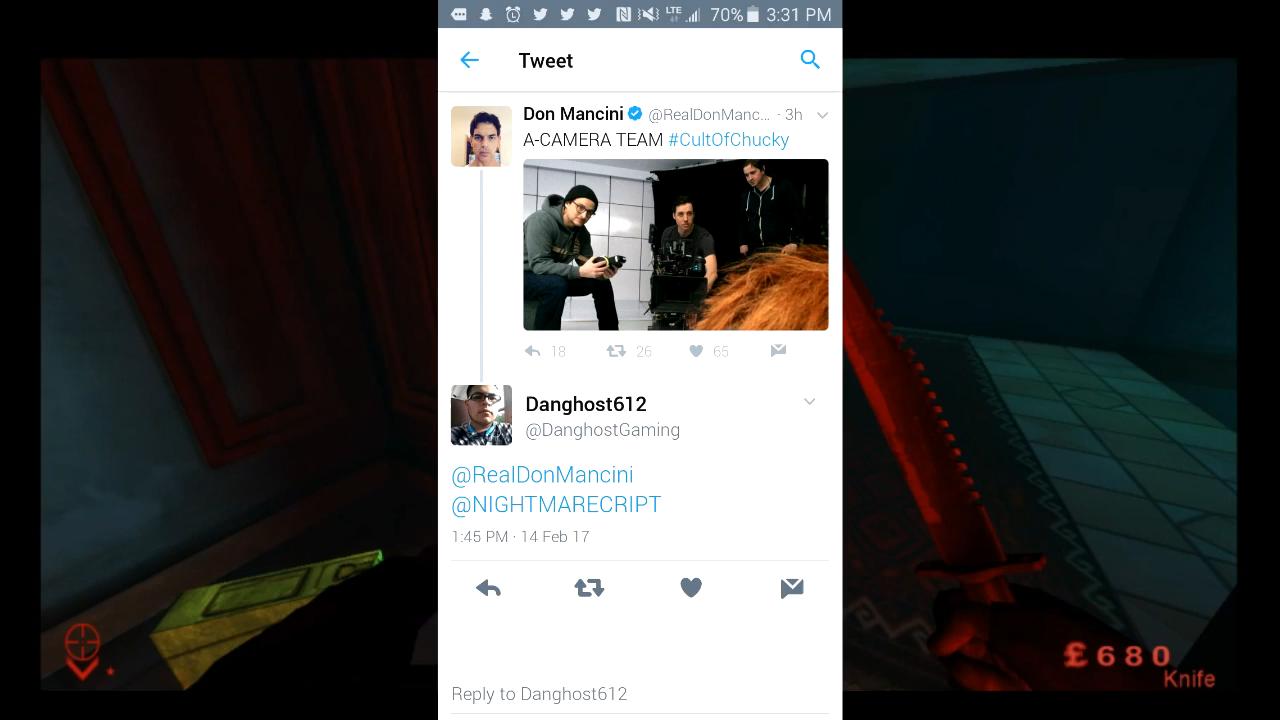 LTE 70% 3:31 PM
Tweet
Don Mancini @RealDonManc... · 3h
A-CAMERA TEAM #CultOfChucky
18 26 65
Danghost612
@DanghostGaming
@RealDonMancini
@NIGHTMARECRIPT
1:45 PM · 14 Feb 17
£680
Knife
Reply to Danghost612